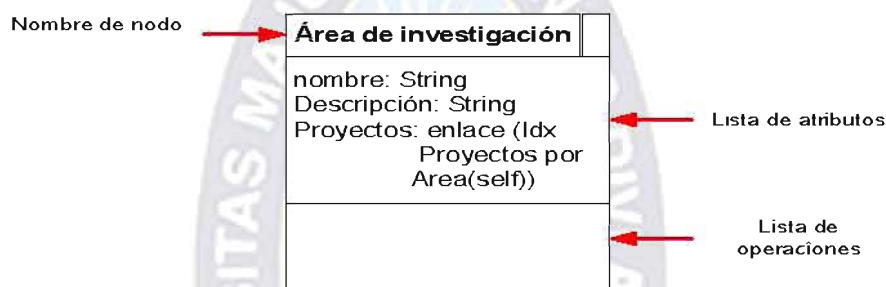 Nombre de nodo
Área de investigación
nombre: String
Descripción: String
Proyectos: enlace (Idx
Proyectos por
Area(self))
Lista de atributos
Lista de
operaciones